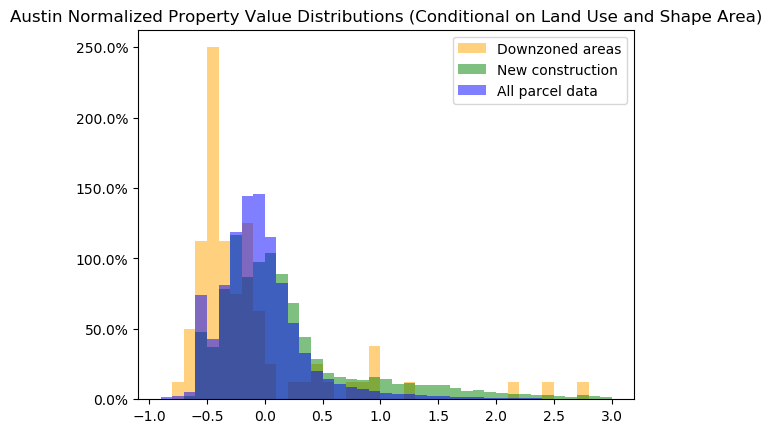 Austin Normalized Property Value Distributions (Conditional on Land Use and Shape Area)
Downzoned areas
New construction
All parcel data
250.0%
200.0%
150.0%
100.0%
50.0%
0.0%
−1.0 −0.5 0.0 0.5 1.0 1.5 2.0 2.5 3.0